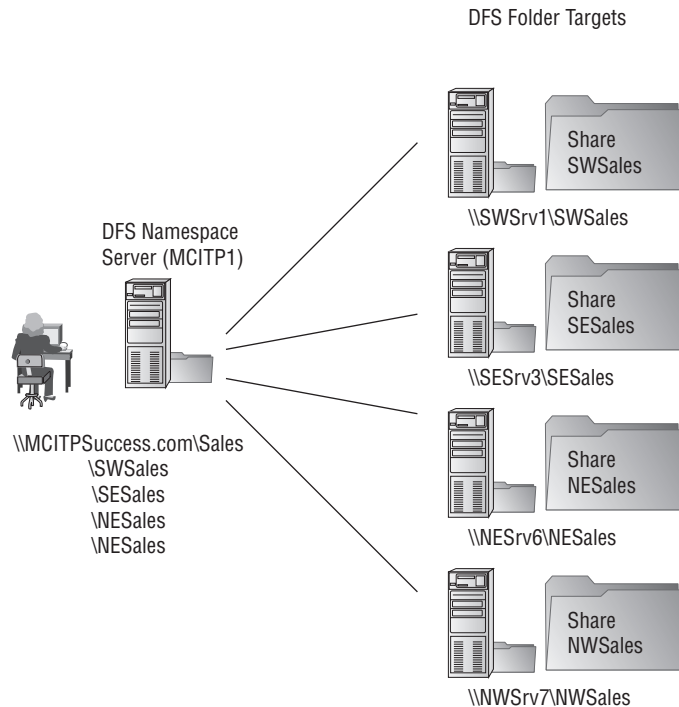 DFS Folder Targets
DFS Namespace
Server (MCITP1)
\\MCITPSuccess.com\Sales
\SWSales
\SESales
\NESales
\NESales
Share
SWSales
\\SWSrv1\SWSales
Share
SESales
\\SESrv3\SESales
Share
NESales
\\NESrv6\NESales
Share
NWSales
\\NWSrv7\NWSales